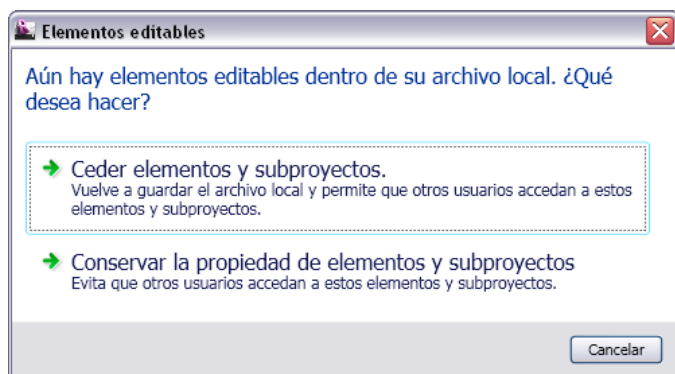 Elementos editables
Aún hay elementos editables dentro de su archivo local. ¿Qué
desea hacer?
Ceder elementos y subproyectos.
Vuelve a guardar el archivo local y permite que otros usuarios accedan a estos
elementos y subproyectos.
Conservar la propiedad de elementos y subproyectos
Evita que otros usuarios accedan a estos elementos y subproyectos.
Cancelar